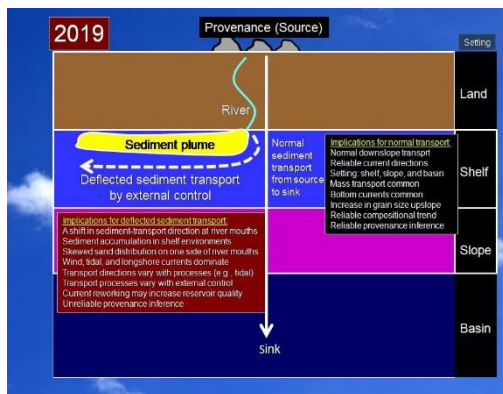 2019
Provenance (Source)
Setting
Land
River
Sediment plume
Deflected sediment transport
by external control
Normal
sediment
transport
from source
to sink
Implications for normal transport:
Normal downslope transprt
Reliable current directions
Setting: shelf, slope, and basin
Mass transport common
Bottom currents common
Increase in grain size upslope
Reliable compositional trend
Reliable provenance inference
Shelf
Implications for deflected sediment transport:
A shift in sediment-transport direction at river mouths
Sediment accumulation in shelf environments
Skewed sand distribution on one side of river mouths
Wind, tidal, and longshore currents dominate
Transport directions vary with processes (e.g., tidal)
Transport processes vary with external control
Current reworking may increase reservoir quality
Unreliable provenance inference
Slope
Basin
Sink